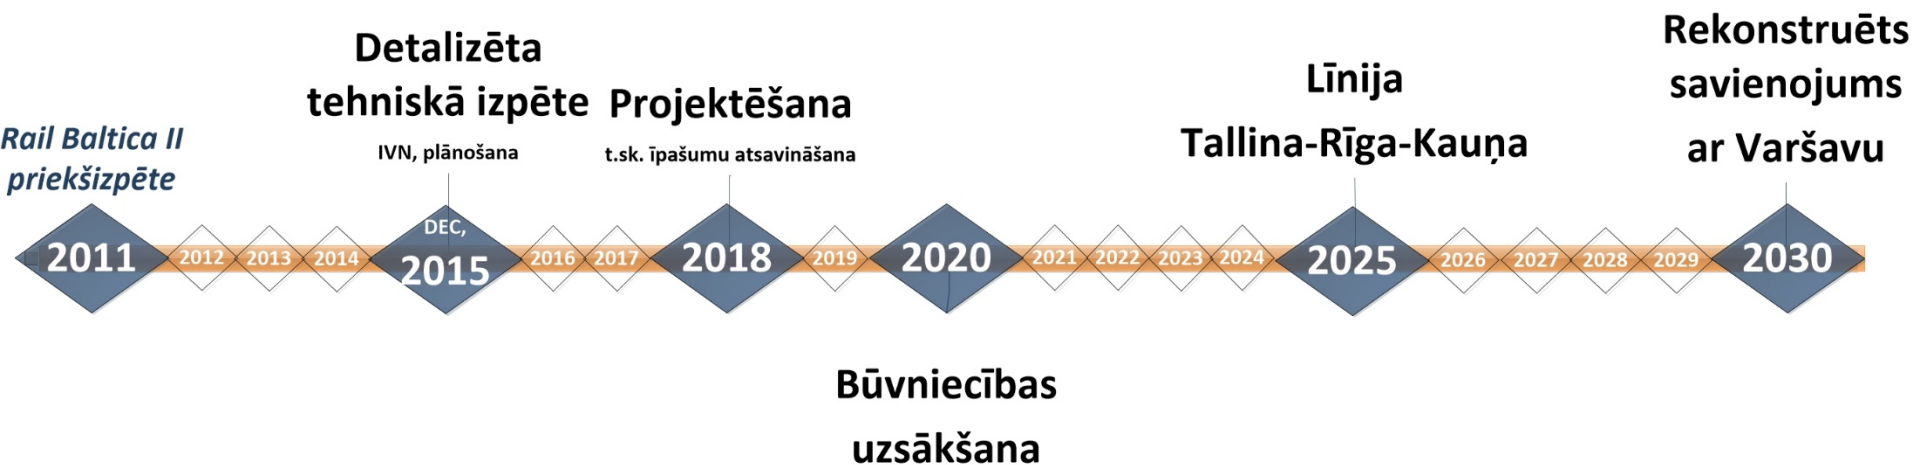 Rail Baltica II
priekšizpēte
Detalizēta
tehniskā izpēte
IVN, plānošana
Projektēšana
t.sk. īpašumu atsavināšana
Līnija
Tallina-Rīga-Kauņa
Rekonstruēts
savienojums
ar Varšavu
2011
2012
2013
2014
DEC,
2015
2016
2017
2018
2019
2020
2021
2022
2023
2024
2025
2026
2027
2028
2029
2030
Būvniecības
uzsākšana